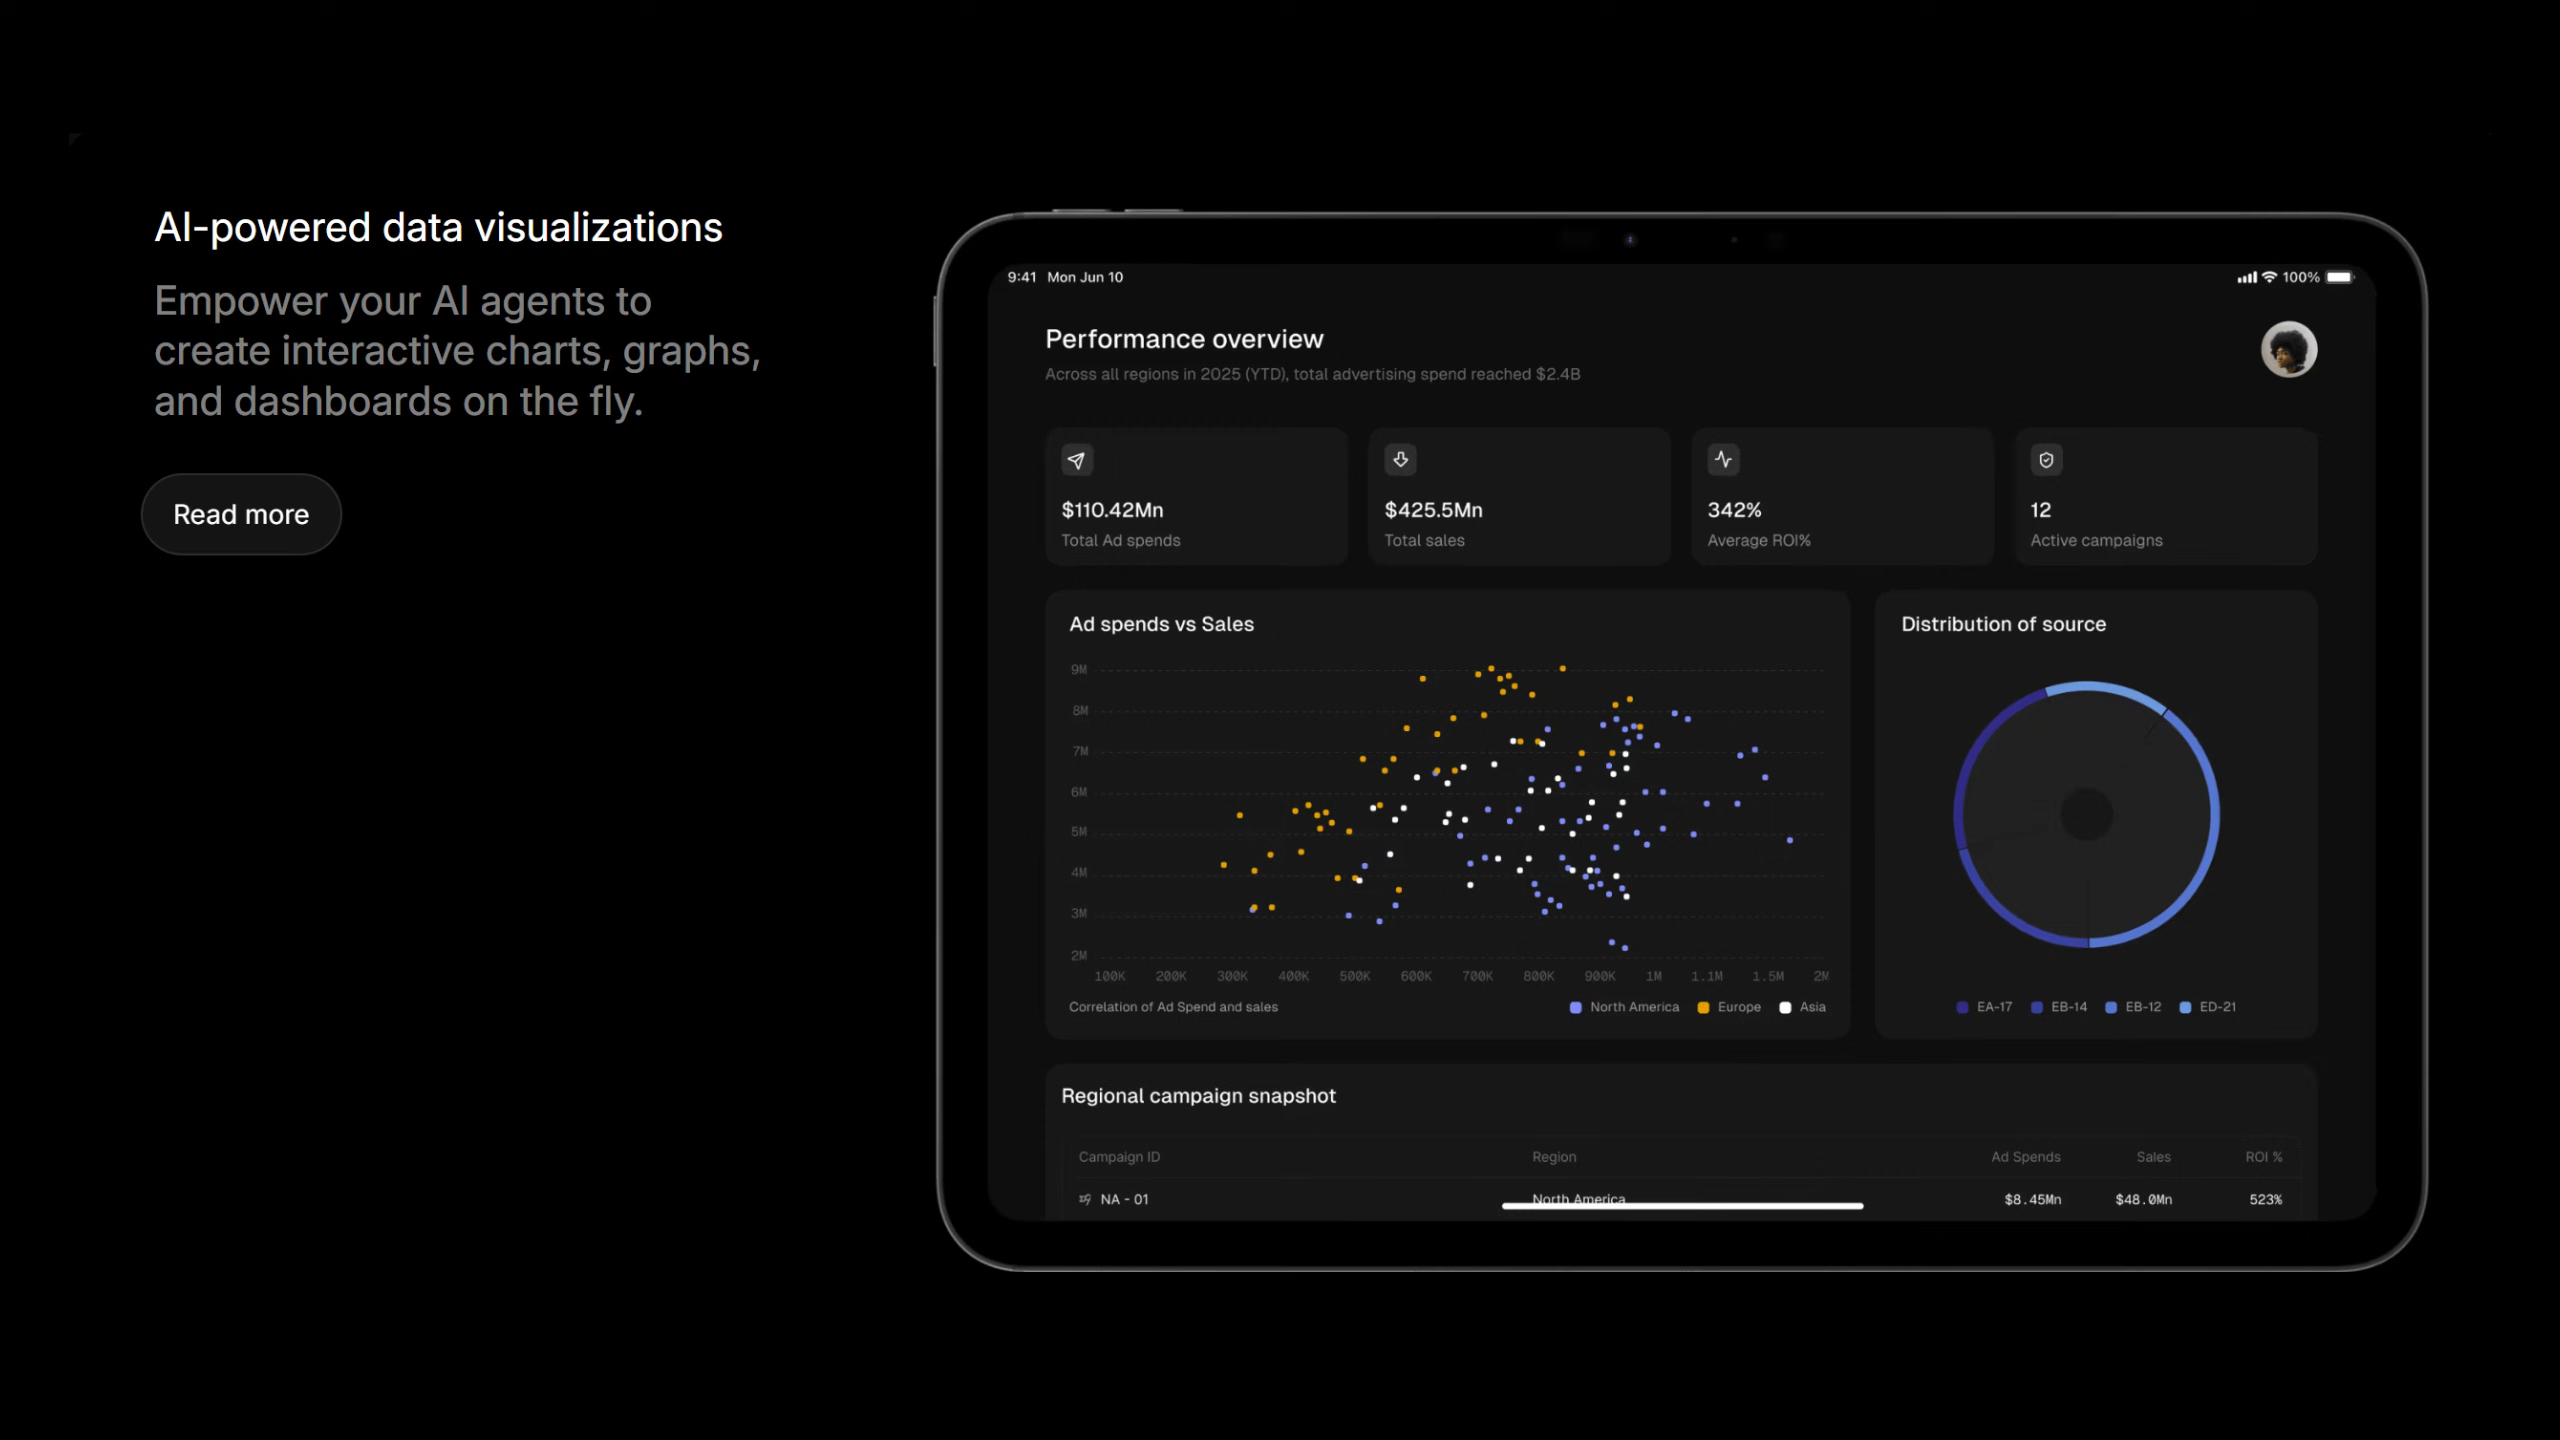 AI-powered data visualizations
Empower your AI agents to
create interactive charts, graphs,
and dashboards on the fly.
Read more
9:41 Mon Jun 10
100%
Performance overview
Across all regions in 2025 (YTD), total advertising spend reached $2.4B
$110.42Mn
Total Ad spends
$425.5Mn
Total sales
342%
Average ROI%
12
Active campaigns
Ad spends vs Sales
9M
8M
7M
6M
5M
4M
3M
2M
100K 200K 300K 400K 500K 600K 700K 800K 900K 1M 1.1M 1.5M 2M
Correlation of Ad Spend and sales
North America Europe Asia
Distribution of source
EA-17 EB-14 EB-12 ED-21
Regional campaign snapshot
Campaign ID Region Ad Spends Sales ROI %
NA - 01 North America $8.45Mn $48.0Mn 523%